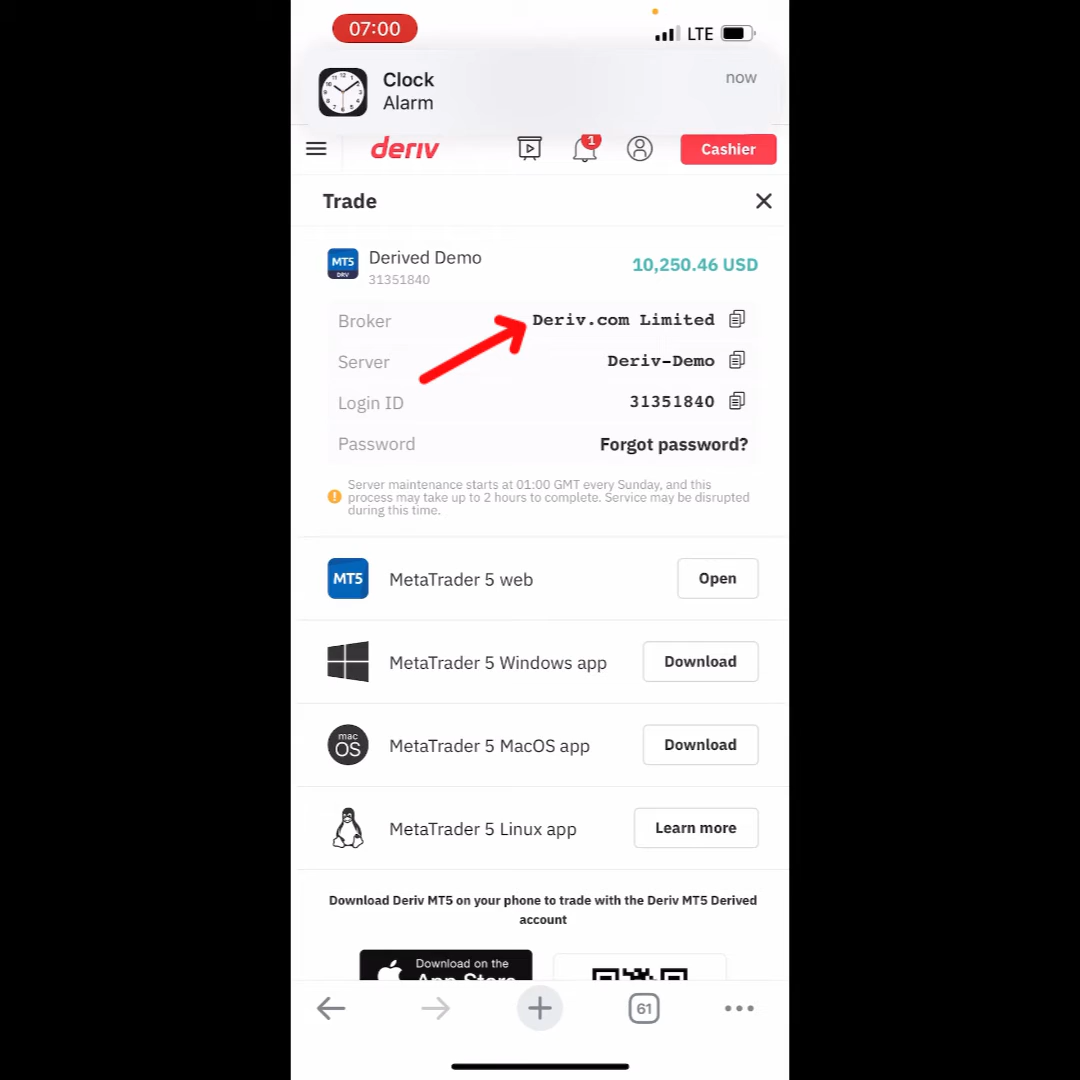 07:00
LTE
Clock
now
Alarm
deriv
1
Cashier
Trade
MT5
DRV
Derived Demo
31351840
10,250.46 USD
Broker
Deriv.com Limited
Server
Deriv-Demo
Login ID
31351840
Password
Forgot password?
Server maintenance starts at 01:00 GMT every Sunday, and this
process may take up to 2 hours to complete. Service may be disrupted
during this time.
MT5
MetaTrader 5 web
Open
MetaTrader 5 Windows app
Download
mac
OS
MetaTrader 5 MacOS app
Download
MetaTrader 5 Linux app
Learn more
Download Deriv MT5 on your phone to trade with the Deriv MT5 Derived
account
Download on the
App Store
61